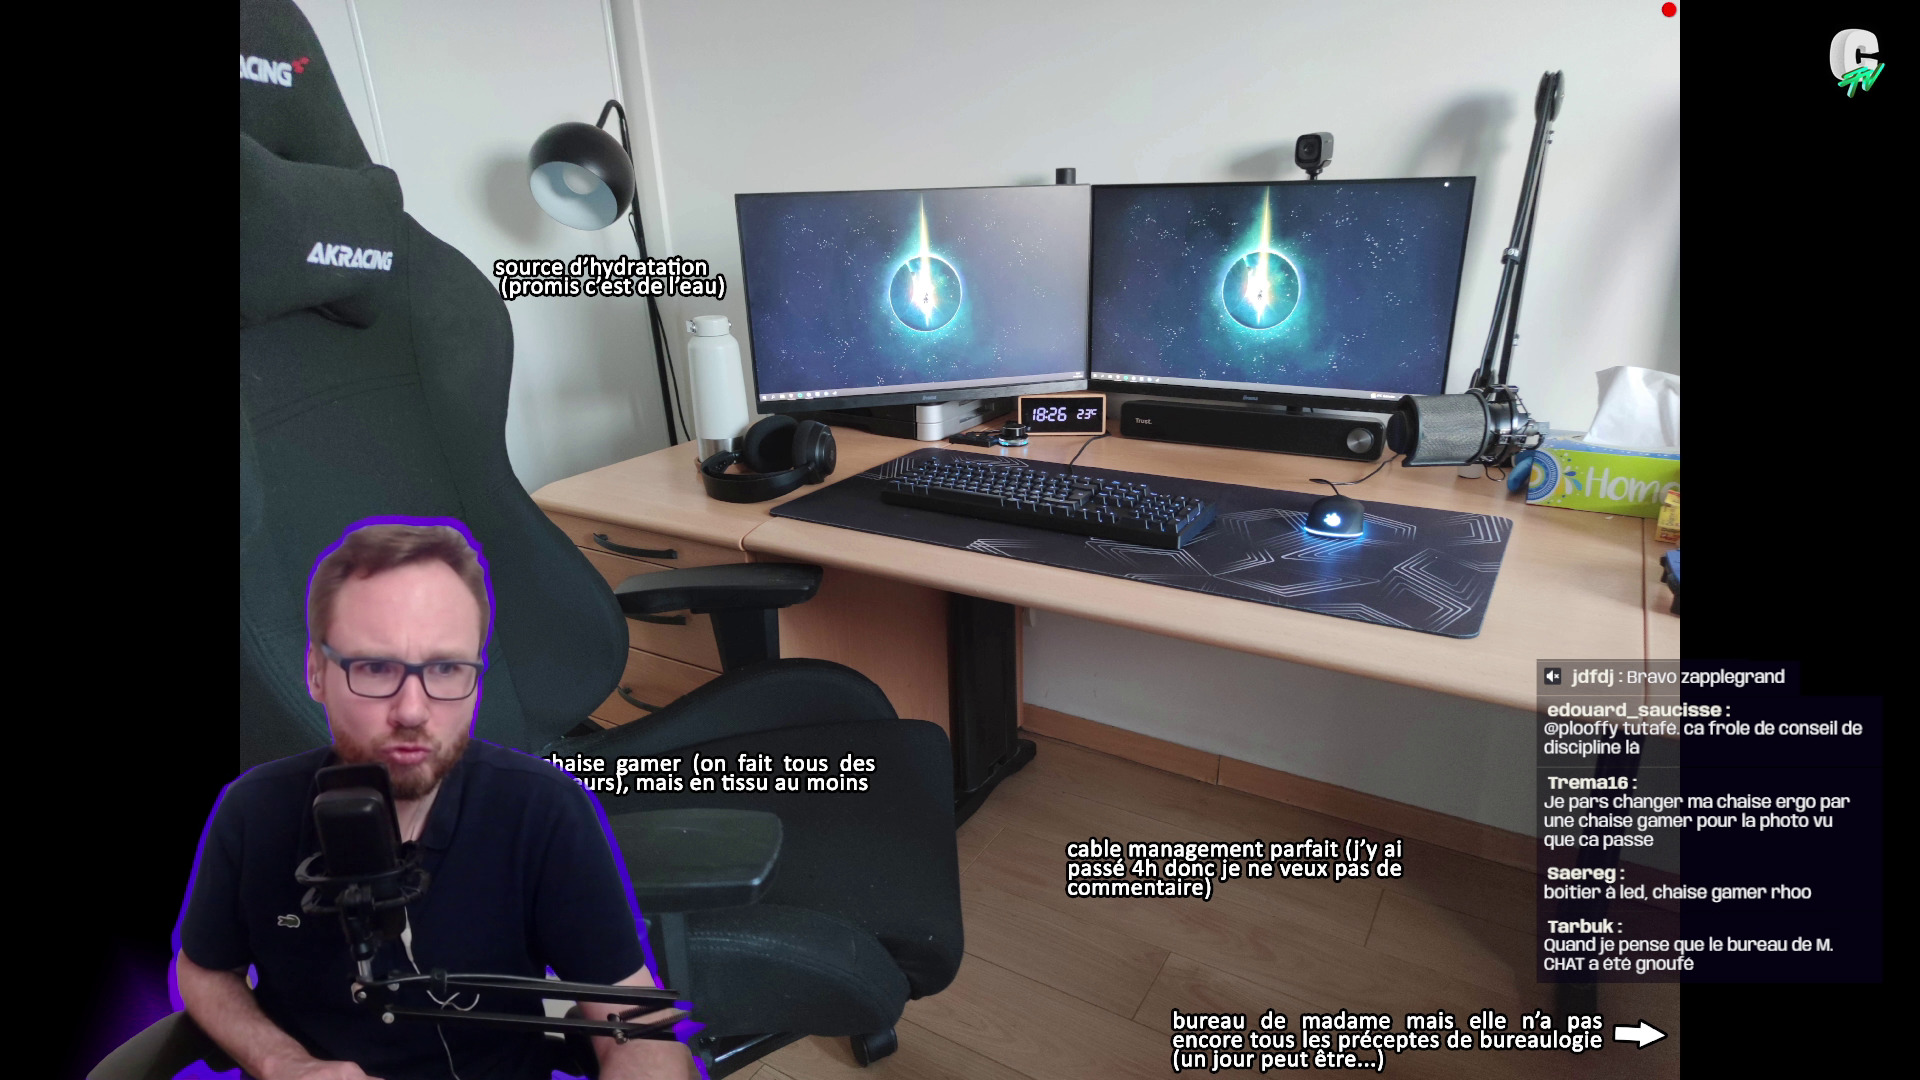 ACING
AKRACING
source d'hydratation
(promis c'est de l'eau)
18:26 23°C
Trust.
Home
chaise gamer (on fait tous des
eurs), mais en tissu au moins
cable management parfait (j'y ai
passé 4h donc je ne veux pas de
commentaire)
bureau de madame mais elle n'a pas
encore tous les préceptes de bureaulogie
(un jour peut être...)
C TV
jdfdj : Bravo zapplegrand
edouard_saucisse :
@plooffy tutafé. ca frole de conseil de
discipline là
Trema16 :
Je pars changer ma chaise ergo par
une chaise gamer pour la photo vu
que ca passe
Saereg :
boitier à led, chaise gamer rhoo
Tarbuk :
Quand je pense que le bureau de M.
CHAT a été gnoufé